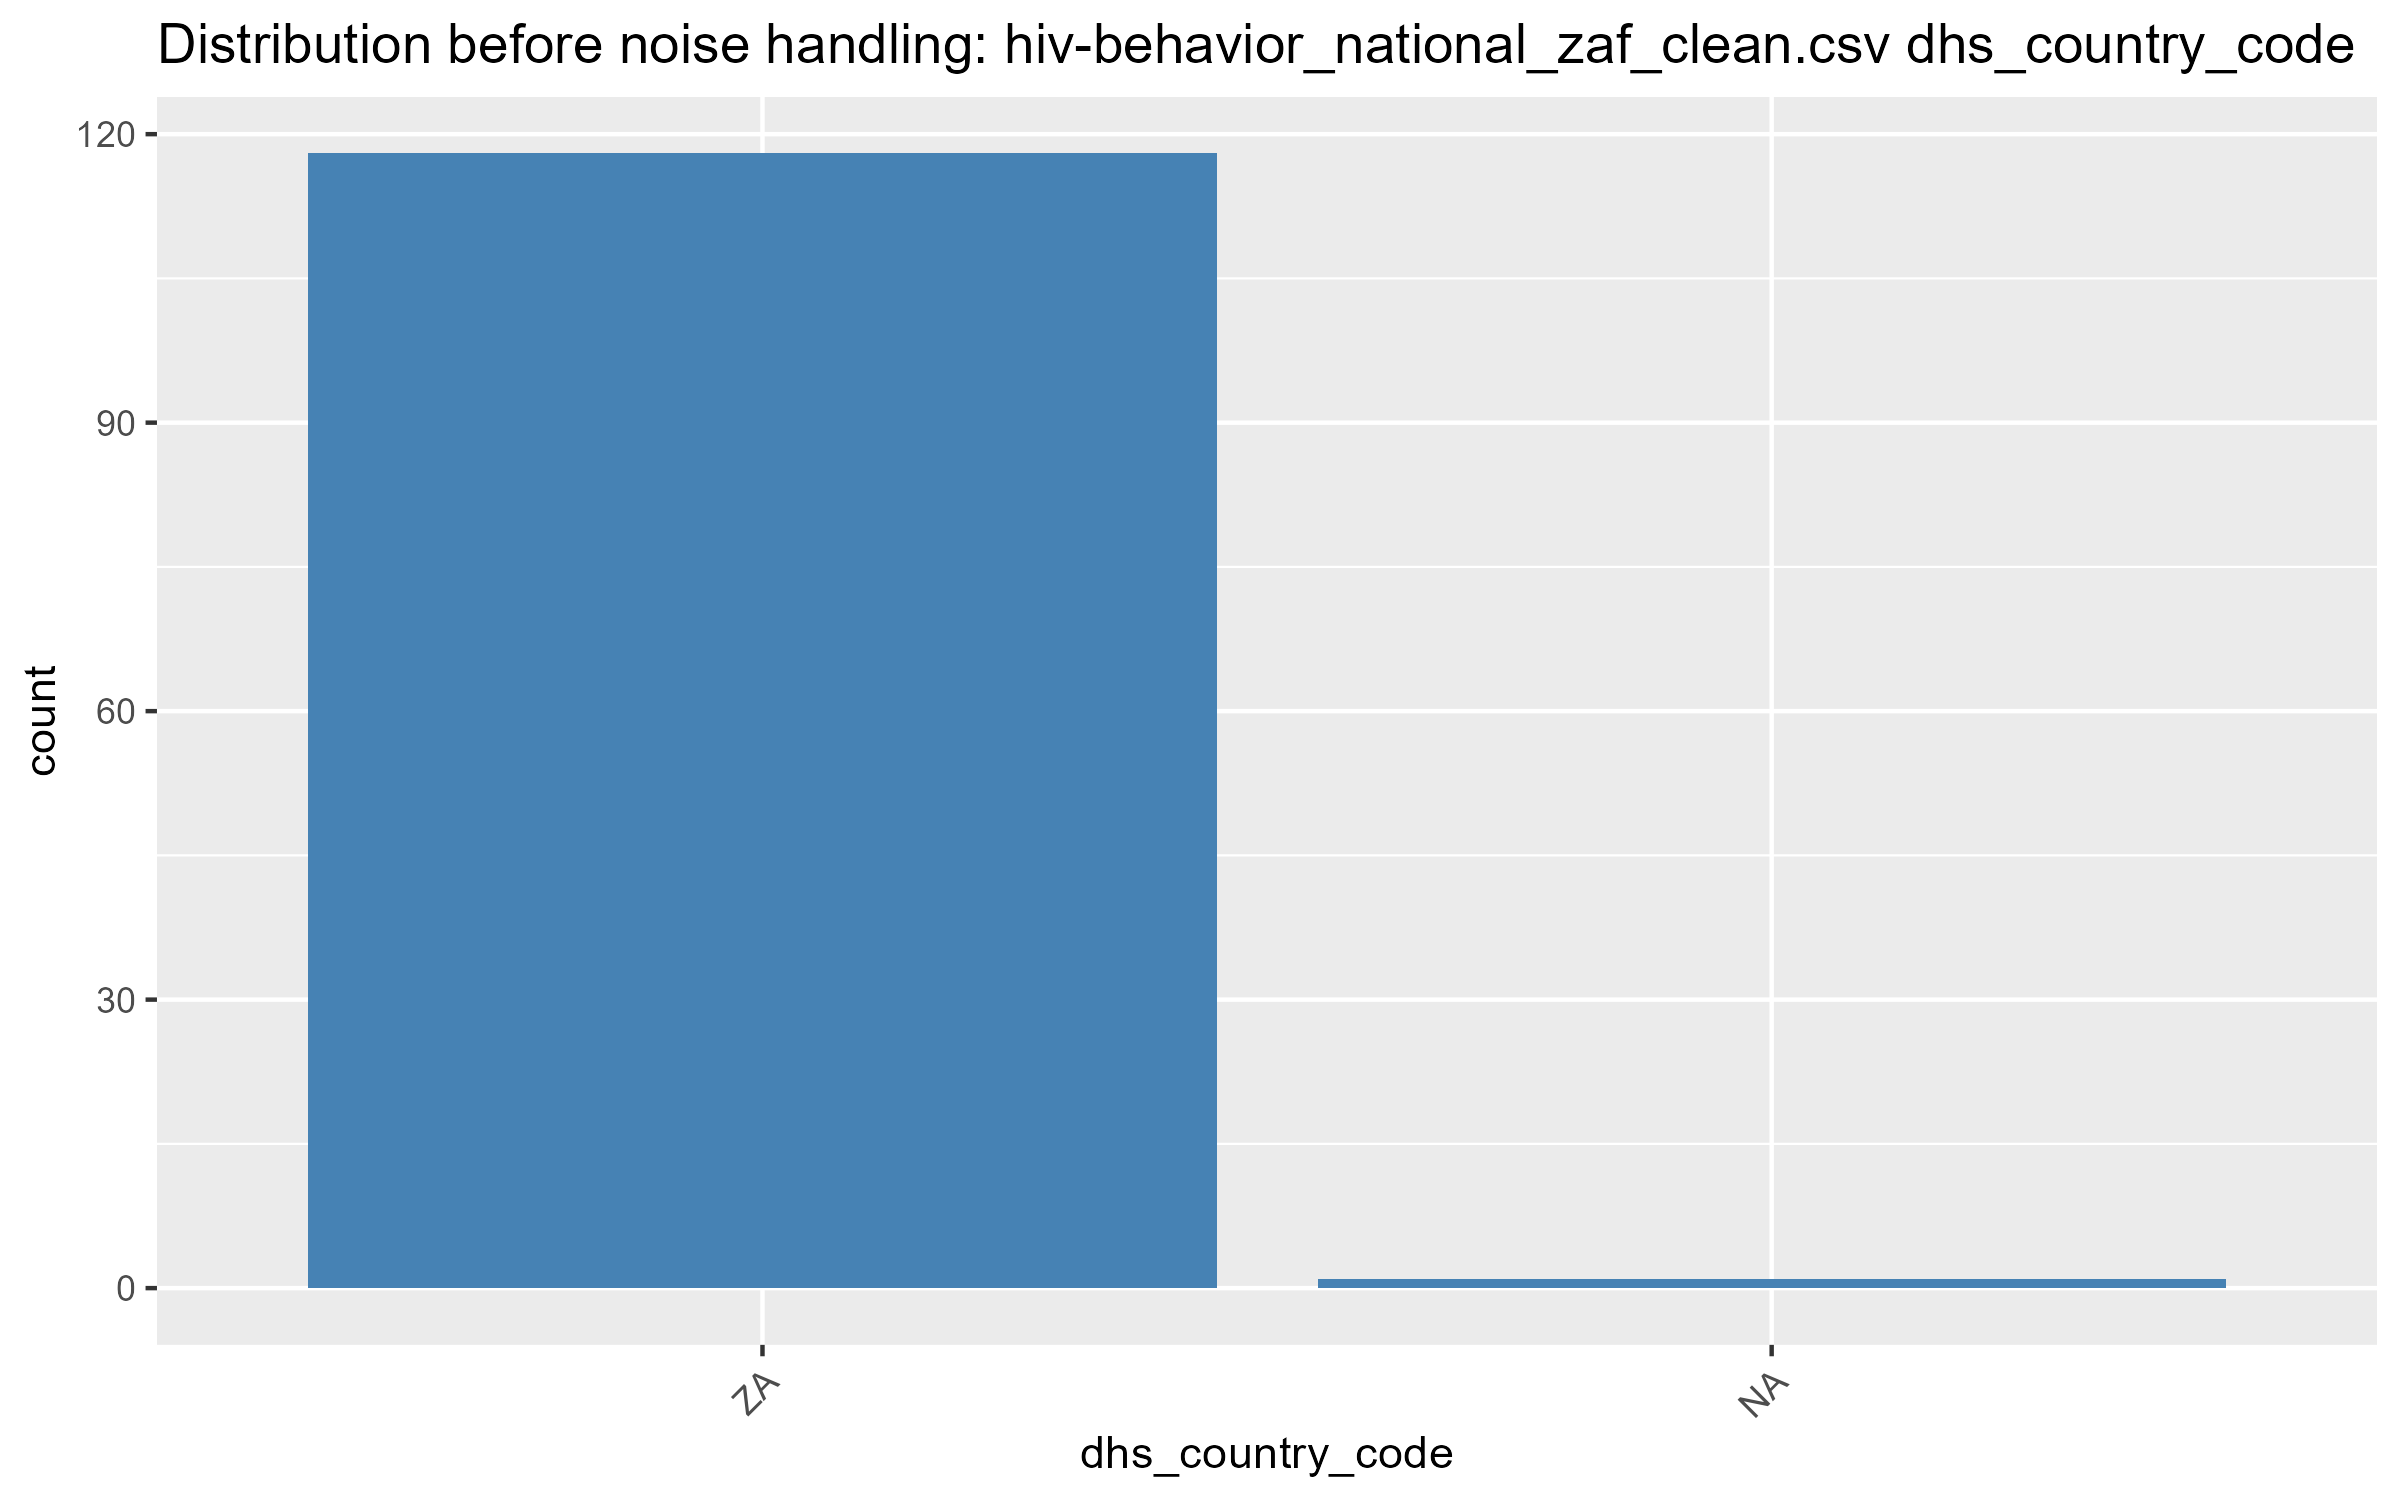 Distribution before noise handling: hiv-behavior_national_zaf_clean.csv dhs_country_code
120
90
60
30
0
count
ZA
NA
dhs_country_code